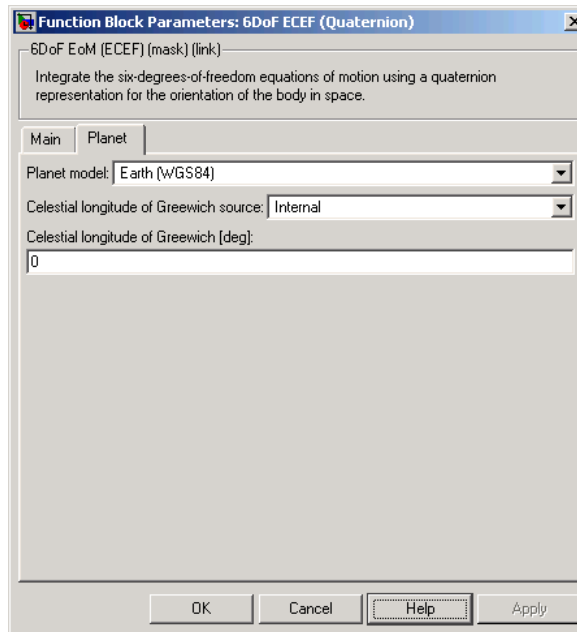 Function Block Parameters: 6DoF ECEF (Quaternion)
6DoF EoM (ECEF) (mask) (link)
Integrate the six-degrees-of-freedom equations of motion using a quaternion
representation for the orientation of the body in space.
Main Planet
Planet model: Earth (WGS84)
Celestial longitude of Greewich source: Internal
Celestial longitude of Greewich [deg]:
0
OK Cancel Help Apply